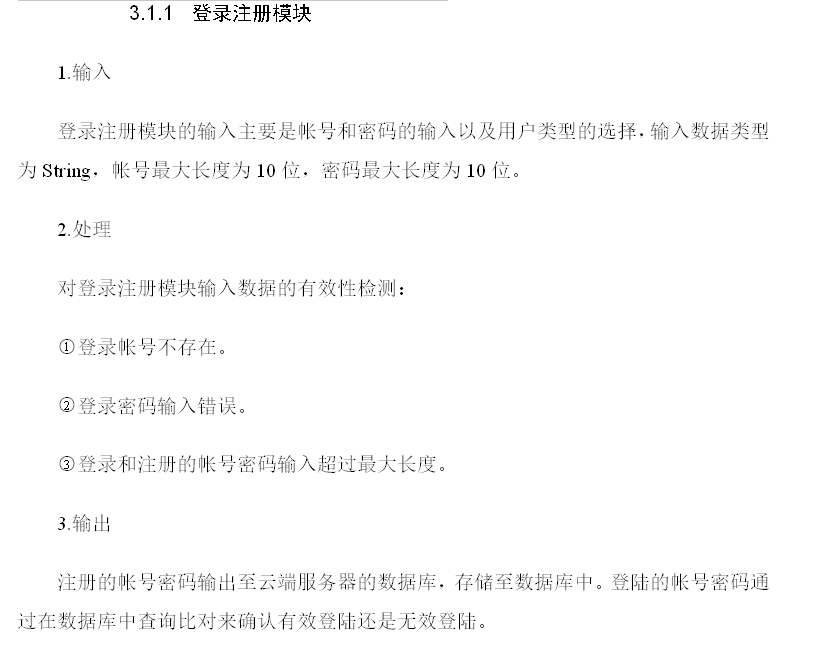 3.1.1 登录注册模块
1.输入
登录注册模块的输入主要是帐号和密码的输入以及用户类型的选择，输入数据类型
为 String，帐号最大长度为 10 位，密码最大长度为 10 位。
2.处理
对登录注册模块输入数据的有效性检测：
①登录帐号不存在。
②登录密码输入错误。
③登录和注册的帐号密码输入超过最大长度。
3.输出
注册的帐号密码输出至云端服务器的数据库，存储至数据库中。登陆的帐号密码通
过在数据库中查询比对来确认有效登陆还是无效登陆。